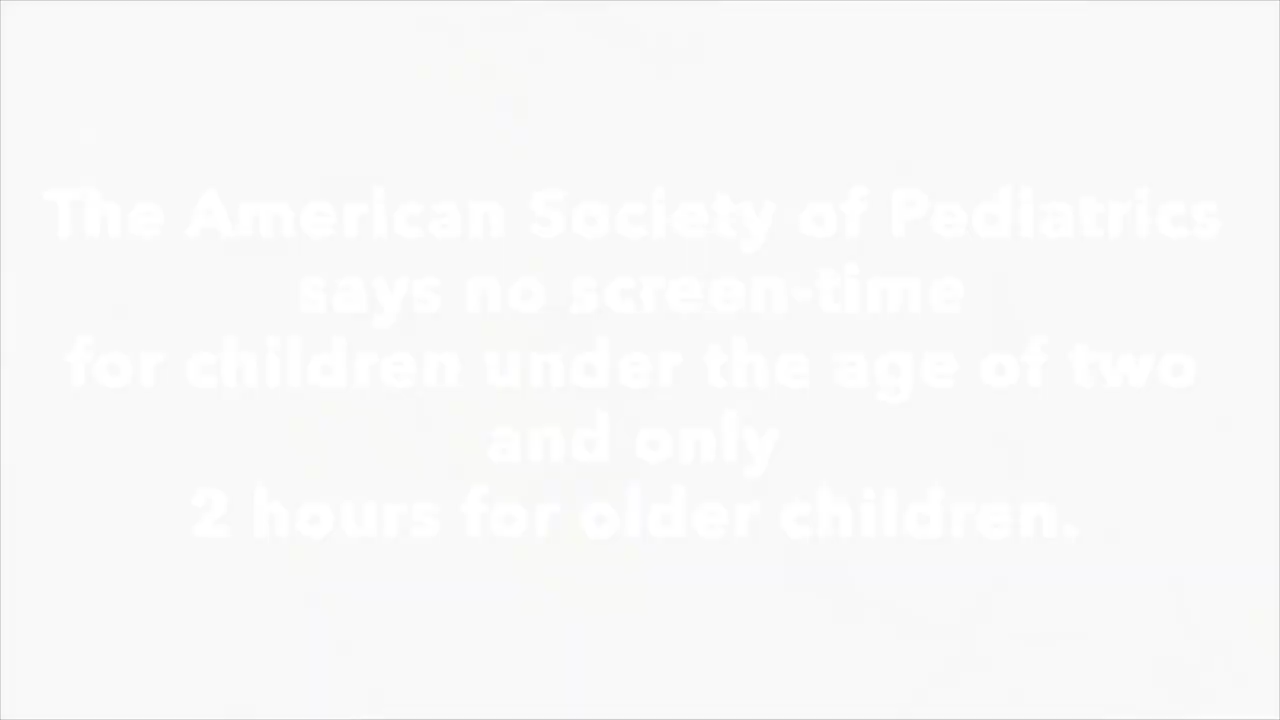 The American Society of Pediatrics
says no screen-time
for children under the age of two
and only
2 hours for older children.